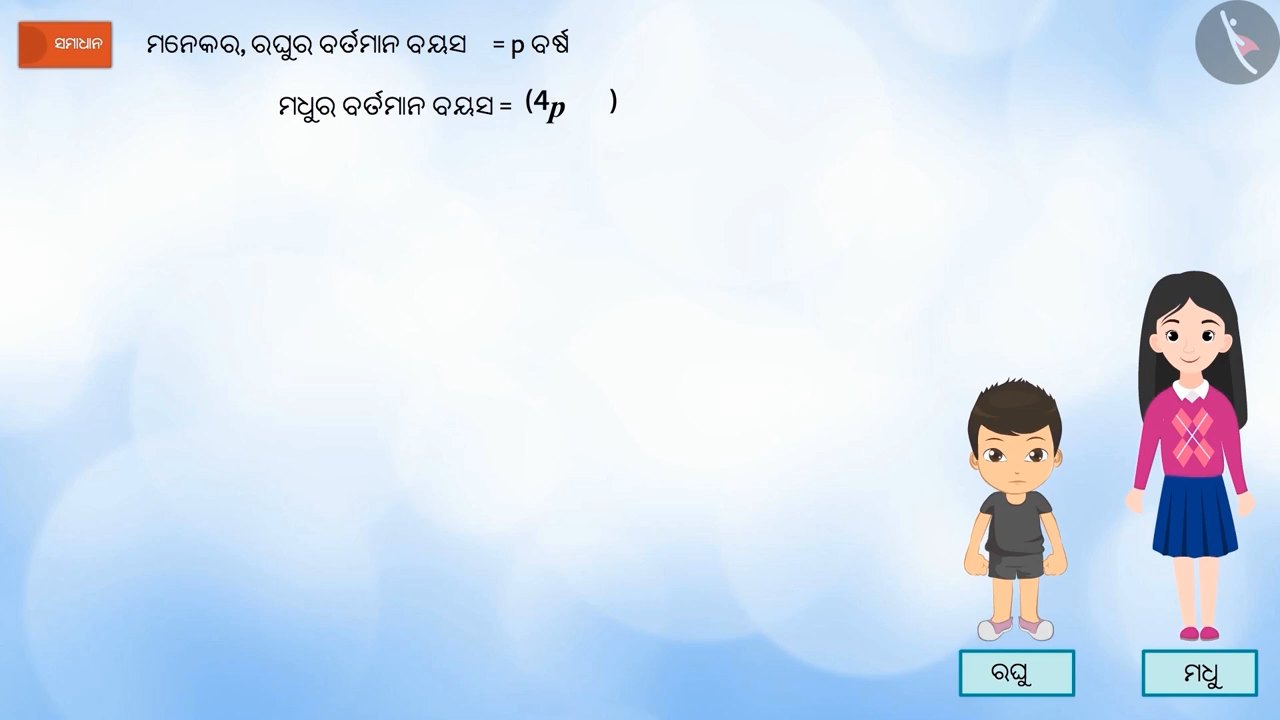 ସମାଧାନ
ମନେକର, ରଘୁର ବର୍ତମାନ ବୟସ = p ବର୍ଷ
ମଧୁର ବର୍ତମାନ ବୟସ = (4p )
ରଘୁ
ମଧୁ